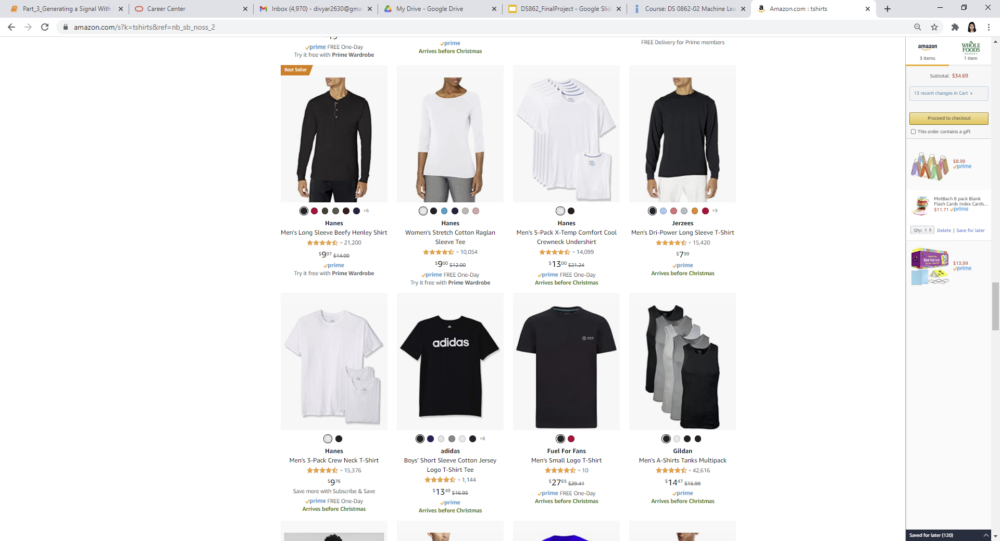 Part_3_Generating a Signal With
Career Center
Inbox (4,970) - divyar2630@gma
My Drive - Google Drive
DS862_FinalProject - Google Slid
Course: DS 0862-02 Machine Lea
Amazon.com : tshirts
amazon.com/s?k=tshirts&ref=nb_sb_noss_2
prime FREE One-Day
Try it free with Prime Wardrobe
prime
Arrives before Christmas
FREE Delivery for Prime members
Best Seller
+6
Hanes
Men's Long Sleeve Beefy Henley Shirt
21,200
$9.97 $14.00
prime
Try it free with Prime Wardrobe
Hanes
Women's Stretch Cotton Raglan
Sleeve Tee
10,054
$9.00 $12.00
prime FREE One-Day
Try it free with Prime Wardrobe
Hanes
Men's 5-Pack X-Temp Comfort Cool
Crewneck Undershirt
14,099
$13.00 $21.24
prime FREE One-Day
Arrives before Christmas
+9
Jerzees
Men's Dri-Power Long Sleeve T-Shirt
15,420
$7.99
prime
Arrives before Christmas
Hanes
Men's 3-Pack Crew Neck T-Shirt
15,376
$9.76
Save more with Subscribe & Save
prime FREE One-Day
Arrives before Christmas
adidas
+8
adidas
Boys' Short Sleeve Cotton Jersey
Logo T-Shirt Tee
1,144
$13.49 $16.95
prime
Arrives before Christmas
Fuel For Fans
Men's Small Logo T-Shirt
10
$27.65 $29.41
prime FREE One-Day
Arrives before Christmas
Gildan
Men's A-Shirts Tanks Multipack
42,616
$14.47 $15.99
prime
Arrives before Christmas
amazon
3 items
WHOLE
FOODS
MARKET
1 item
Subtotal: $34.69
13 recent changes in Cart
Proceed to checkout
This order contains a gift
$8.99
prime
MotBach 8 pack Blank
Flash Cards Index Cards...
$11.71 prime
Qty: 1
Delete | Save for later
Blank Flash Cards
$13.99
prime
Saved for later (120)